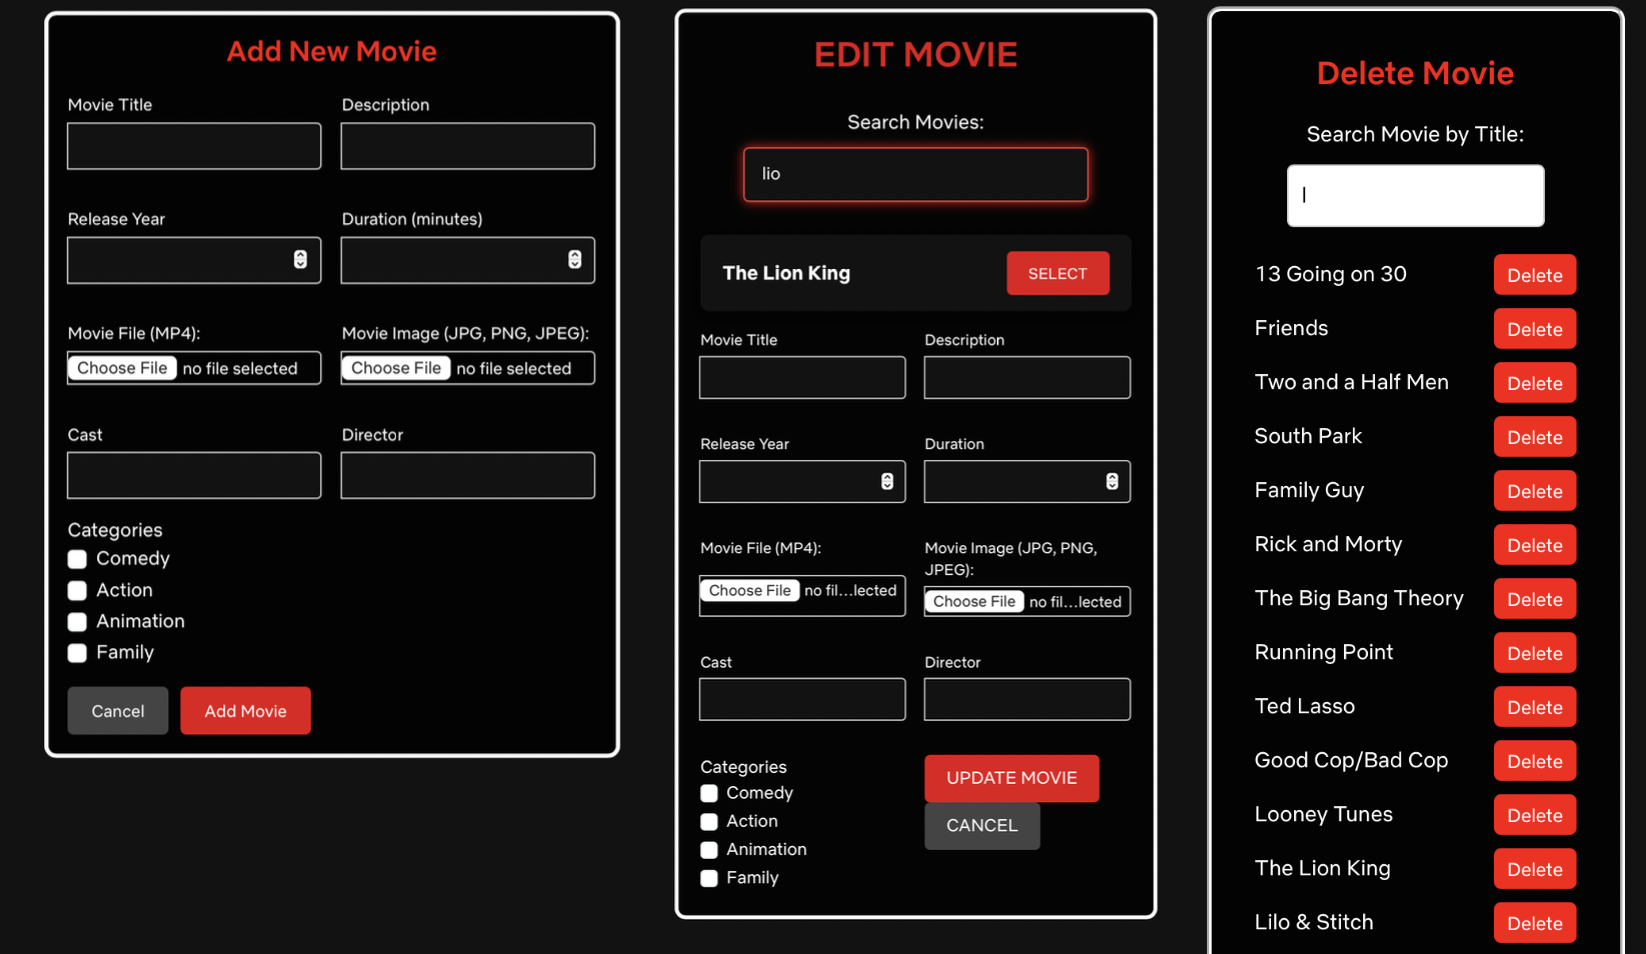 Add New Movie
Movie Title
Description
Release Year
Duration (minutes)
Movie File (MP4):
Movie Image (JPG, PNG, JPEG):
Choose File no file selected
Choose File no file selected
Cast
Director
Categories
Comedy
Action
Animation
Family
Cancel
Add Movie
EDIT MOVIE
Search Movies:
lio
The Lion King
SELECT
Movie Title
Description
Release Year
Duration
Movie File (MP4):
Movie Image (JPG, PNG,
JPEG):
Choose File no fil...lected
Choose File no fil...lected
Cast
Director
Categories
Comedy
Action
Animation
Family
UPDATE MOVIE
CANCEL
Delete Movie
Search Movie by Title:
13 Going on 30 Delete
Friends Delete
Two and a Half Men Delete
South Park Delete
Family Guy Delete
Rick and Morty Delete
The Big Bang Theory Delete
Running Point Delete
Ted Lasso Delete
Good Cop/Bad Cop Delete
Looney Tunes Delete
The Lion King Delete
Lilo & Stitch Delete